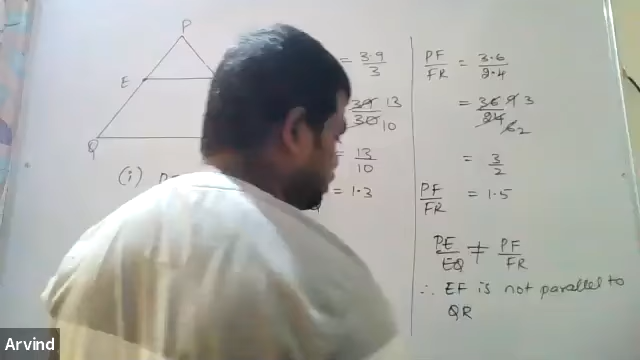 P
E
Q
(i)
= 3.9/3
= 39/30 13/10
= 13/10
= 1.3
PF/FR = 3.6/2.4
= 36/24 9/6 3/2
= 3/2
PF/FR = 1.5
PE/EQ ≠ PF/FR
∴ EF is not parallel to
QR
Arvind